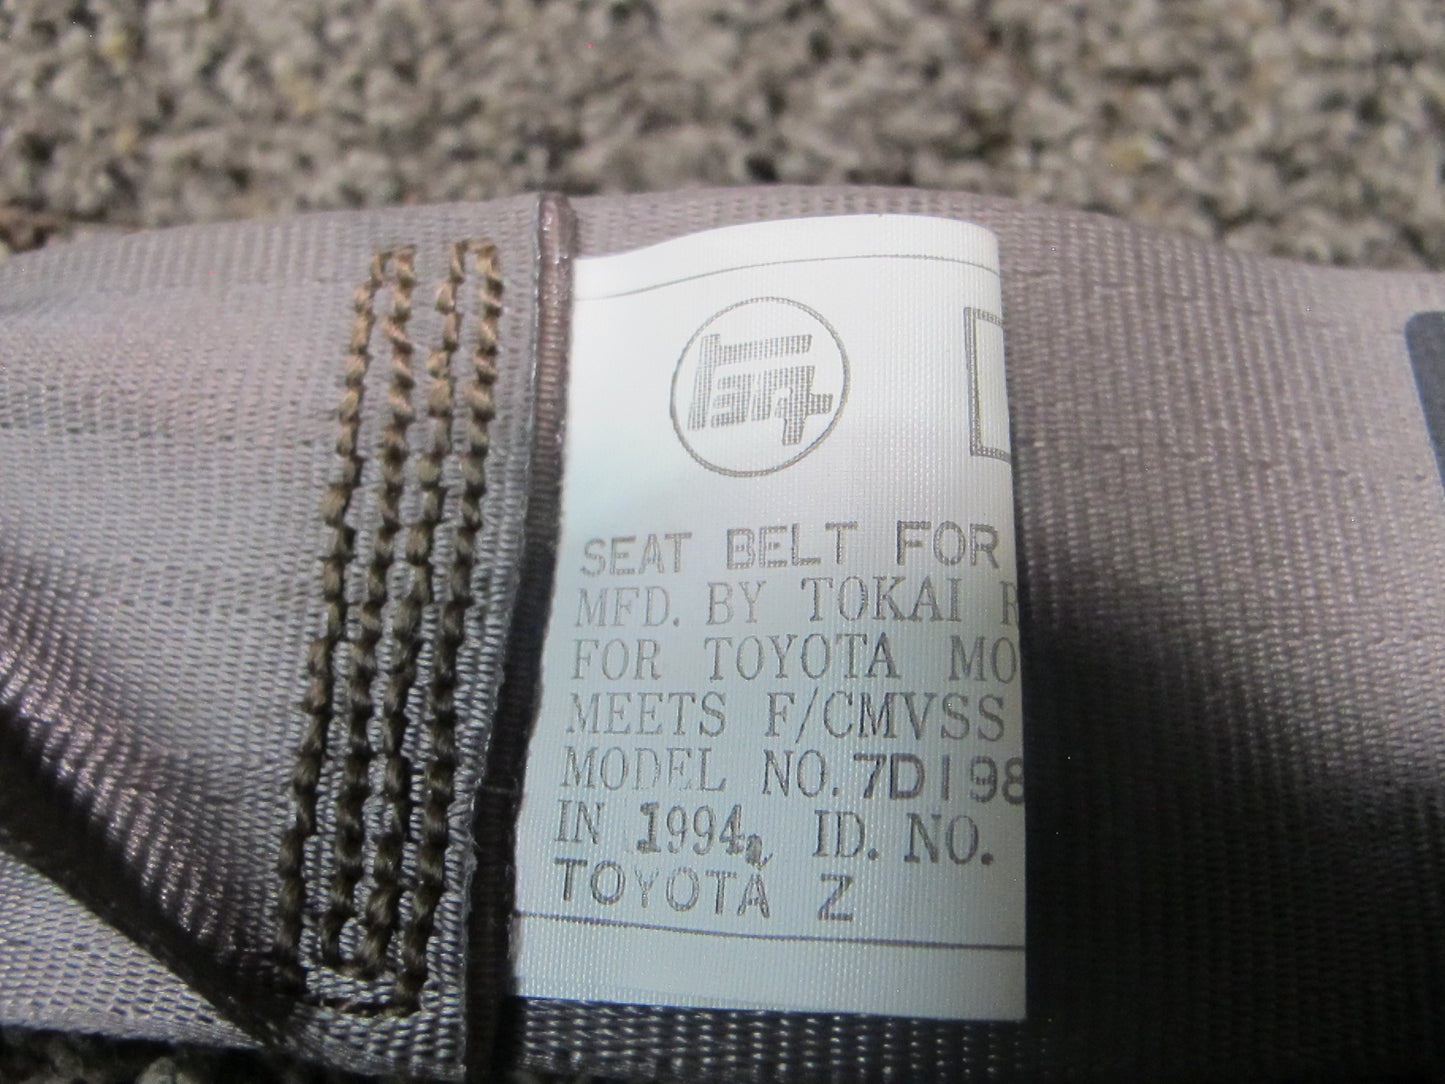 TEQ
SEAT BELT FOR
MFD. BY TOKAI R
FOR TOYOTA MO
MEETS F/CMVSS
MODEL NO. 7D198
IN 1994 ID. NO.
TOYOTA Z